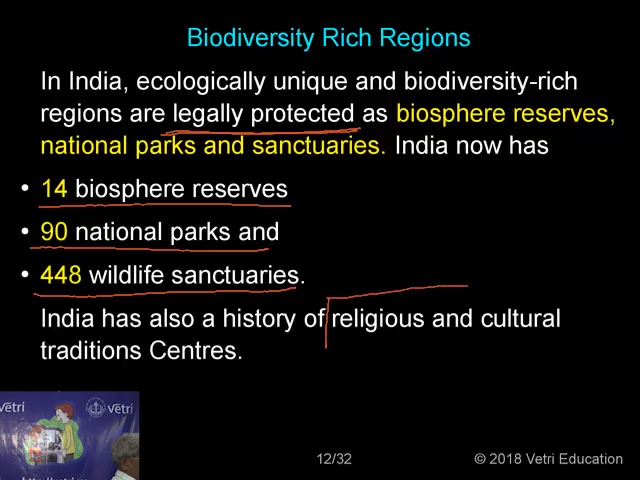 Biodiversity Rich Regions
In India, ecologically unique and biodiversity-rich
regions are legally protected as biosphere reserves,
national parks and sanctuaries. India now has
• 14 biosphere reserves
• 90 national parks and
• 448 wildlife sanctuaries.
India has also a history of religious and cultural
traditions Centres.
Vetri
Vetri
12/32
© 2018 Vetri Education